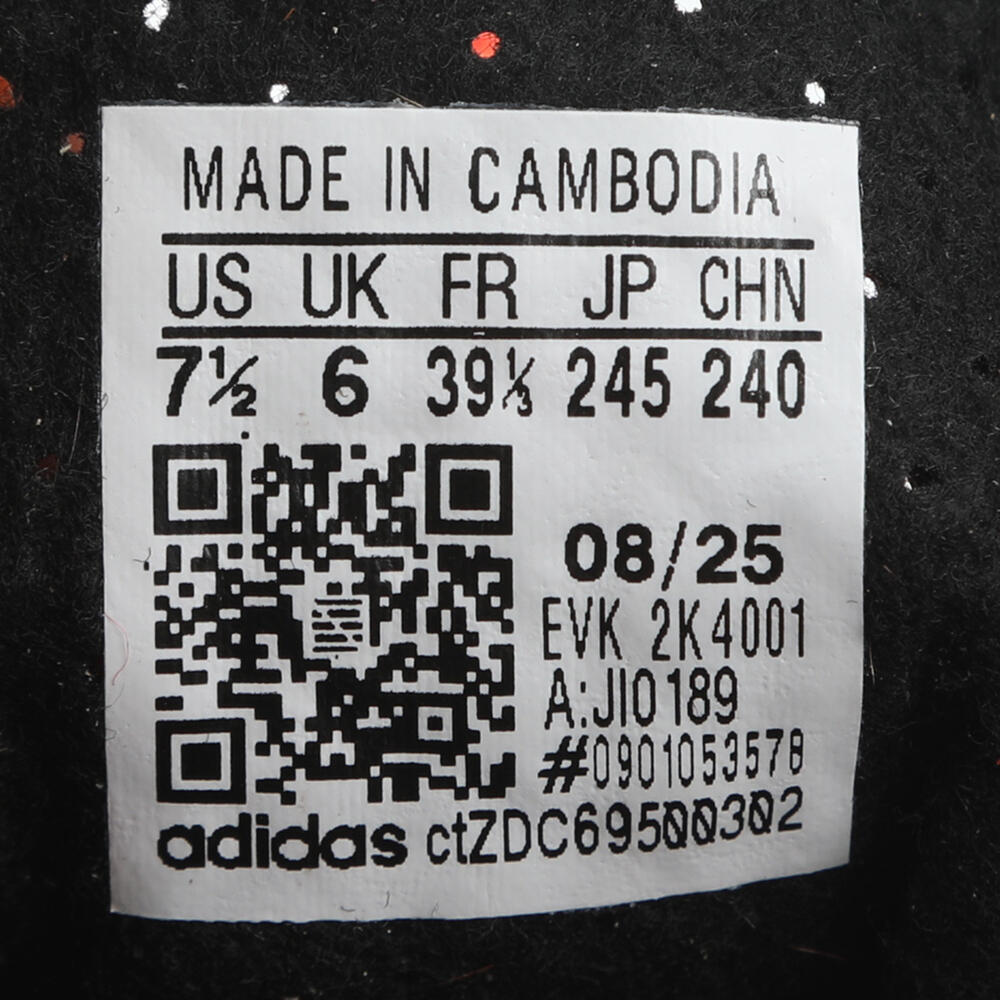 MADE IN CAMBODIA
US UK FR JP CHN
7½ 6 39⅓ 245 240
08/25
EVK 2K4001
A:JI0189
#0901053578
adidas ctZDC69500302